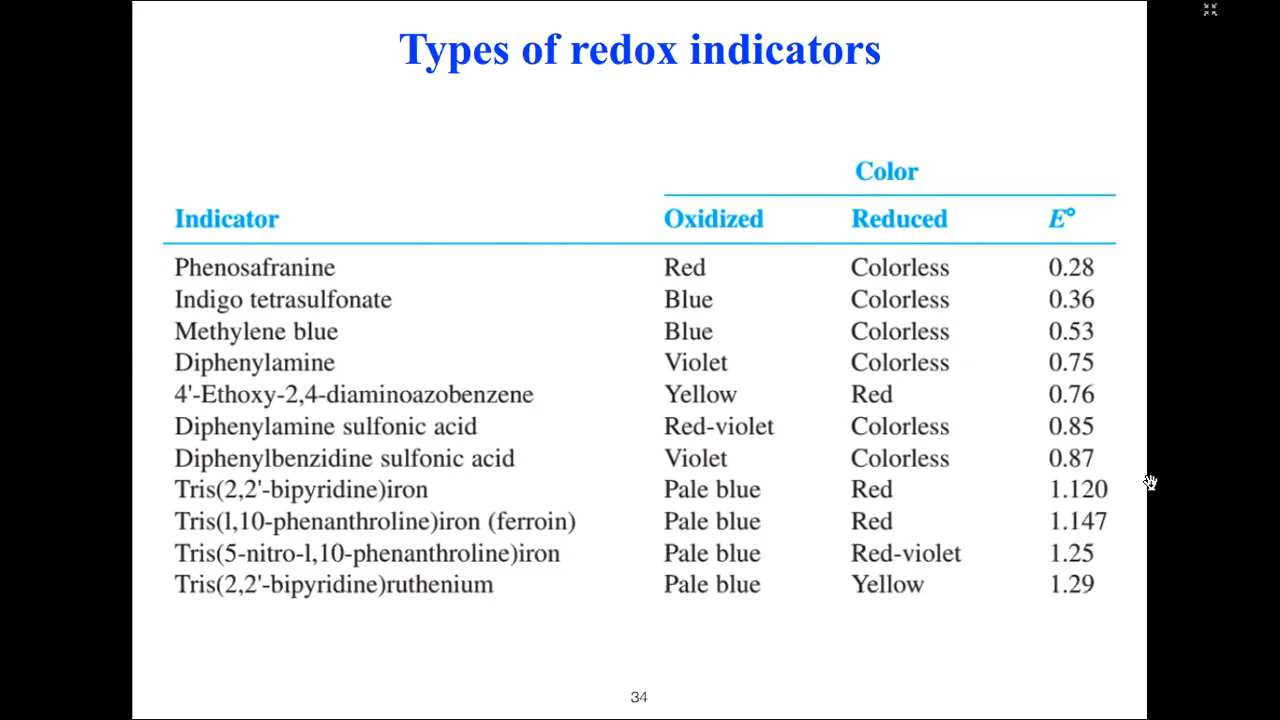 Types of redox indicators
Color
Indicator Oxidized Reduced E°
Phenosafranine Red Colorless 0.28
Indigo tetrasulfonate Blue Colorless 0.36
Methylene blue Blue Colorless 0.53
Diphenylamine Violet Colorless 0.75
4'-Ethoxy-2,4-diaminoazobenzene Yellow Red 0.76
Diphenylamine sulfonic acid Red-violet Colorless 0.85
Diphenylbenzidine sulfonic acid Violet Colorless 0.87
Tris(2,2'-bipyridine)iron Pale blue Red 1.120
Tris(l,10-phenanthroline)iron (ferroin) Pale blue Red 1.147
Tris(5-nitro-l,10-phenanthroline)iron Pale blue Red-violet 1.25
Tris(2,2'-bipyridine)ruthenium Pale blue Yellow 1.29
34